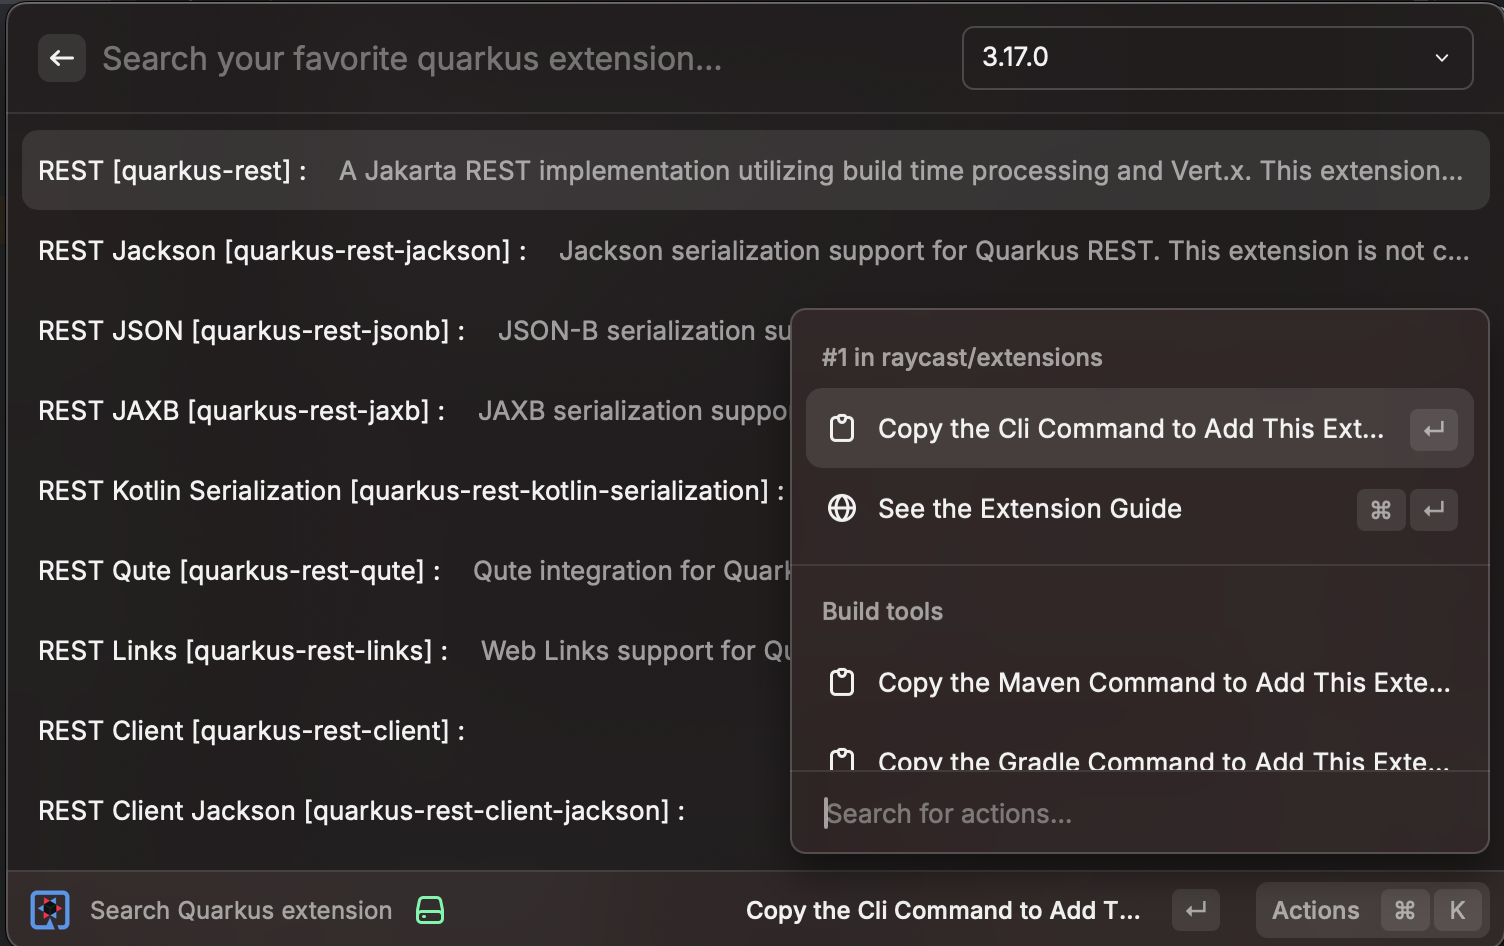 Search your favorite quarkus extension...
3.17.0
REST [quarkus-rest] : A Jakarta REST implementation utilizing build time processing and Vert.x. This extension...
REST Jackson [quarkus-rest-jackson] : Jackson serialization support for Quarkus REST. This extension is not c...
REST JSON [quarkus-rest-jsonb] : JSON-B serialization su
REST JAXB [quarkus-rest-jaxb] : JAXB serialization suppo
REST Kotlin Serialization [quarkus-rest-kotlin-serialization] :
REST Qute [quarkus-rest-qute] : Qute integration for Quark
REST Links [quarkus-rest-links] : Web Links support for Qu
REST Client [quarkus-rest-client] :
REST Client Jackson [quarkus-rest-client-jackson] :
#1 in raycast/extensions
Copy the Cli Command to Add This Ext... ↵
See the Extension Guide ⌘ ↵
Build tools
Copy the Maven Command to Add This Exte...
Copy the Gradle Command to Add This Exte...
Search for actions...
Search Quarkus extension
Copy the Cli Command to Add T... ↵
Actions ⌘ K